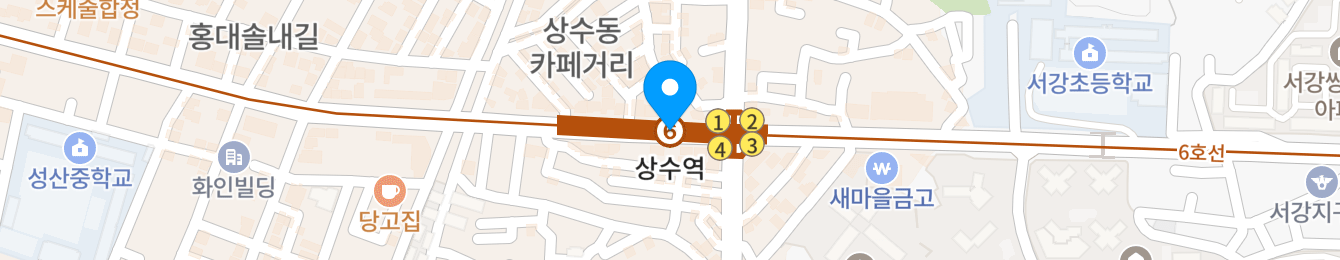 스케줄합정
홍대솔내길
상수동
카페거리
서강초등학교
서강쌍
아파
6
1
2
4
3
상수역
6호선
성산중학교
화인빌딩
당고집
새마을금고
서강지구